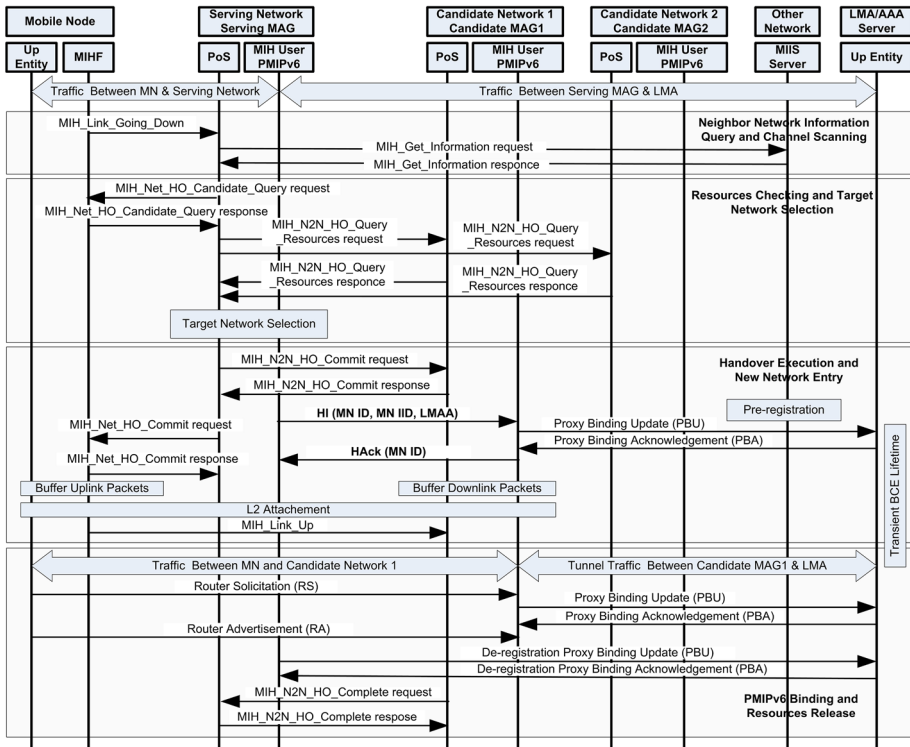 Mobile Node
Serving Network
Serving MAG
Candidate Network 1
Candidate MAG1
Candidate Network 2
Candidate MAG2
Other
Network
LMA/AAA
Server
Up
Entity
MIHF
PoS
MIH User
PMIPv6
PoS
MIH User
PMIPv6
PoS
MIH User
PMIPv6
MIIS
Server
Up Entity
Traffic Between MN & Serving Network
Traffic Between Serving MAG & LMA
MIH_Link_Going_Down
Neighbor Network Information
Query and Channel Scanning
MIH_Get_Information request
MIH_Get_Information responce
MIH_Net_HO_Candidate_Query request
Resources Checking and Target
Network Selection
MIH_Net_HO_Candidate_Query response
MIH_N2N_HO_Query
_Resources request
MIH_N2N_HO_Query
_Resources request
MIH_N2N_HO_Query
_Resources responce
MIH_N2N_HO_Query
_Resources responce
Target Network Selection
MIH_N2N_HO_Commit request
Handover Execution and
New Network Entry
MIH_N2N_HO_Commit response
HI (MN ID, MN IID, LMAA)
Pre-registration
MIH_Net_HO_Commit request
Proxy Binding Update (PBU)
Proxy Binding Acknowledgement (PBA)
HAck (MN ID)
MIH_Net_HO_Commit response
Buffer Uplink Packets
Buffer Downlink Packets
Transient BCE Lifetime
L2 Attachement
MIH_Link_Up
Traffic Between MN and Candidate Network 1
Tunnel Traffic Between Candidate MAG1 & LMA
Router Solicitation (RS)
Proxy Binding Update (PBU)
Proxy Binding Acknowledgement (PBA)
Router Advertisement (RA)
De-registration Proxy Binding Update (PBU)
De-registration Proxy Binding Acknowledgement (PBA)
MIH_N2N_HO_Complete request
PMIPv6 Binding and
Resources Release
MIH_N2N_HO_Complete respose